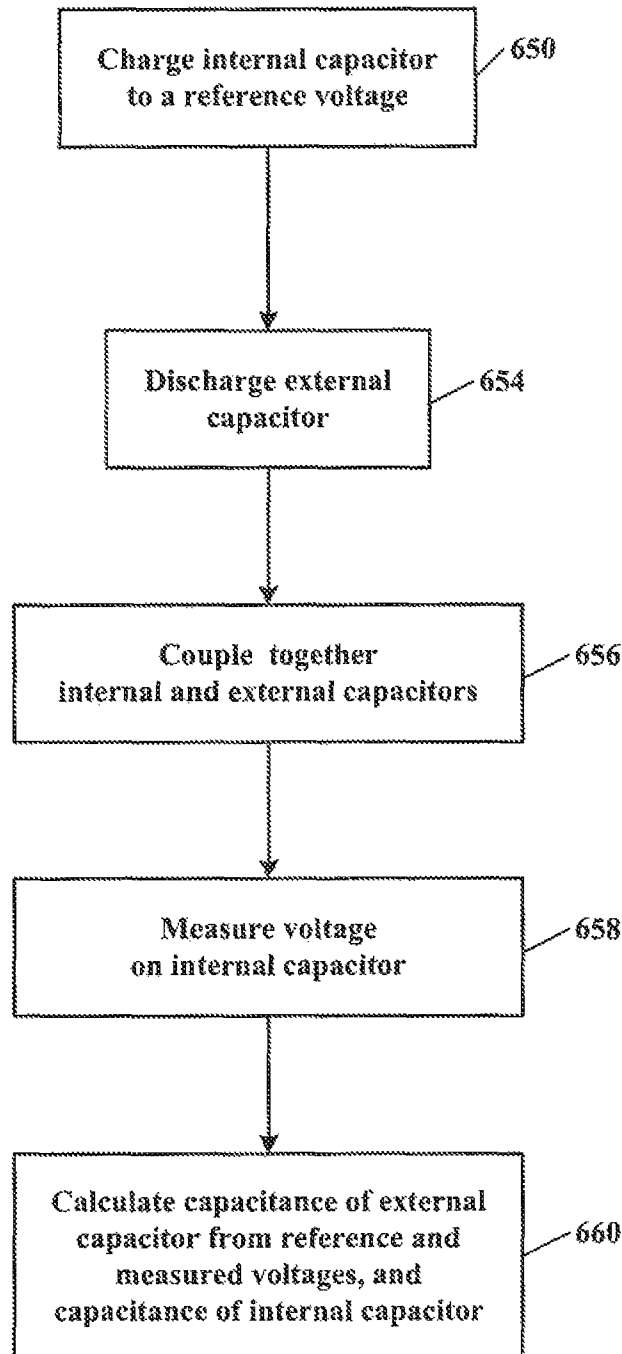 Charge internal capacitor
to a reference voltage
650
Discharge external
capacitor
654
Couple together
internal and external capacitors
656
Measure voltage
on internal capacitor
658
Calculate capacitance of external
capacitor from reference and
measured voltages, and
capacitance of internal capacitor
660